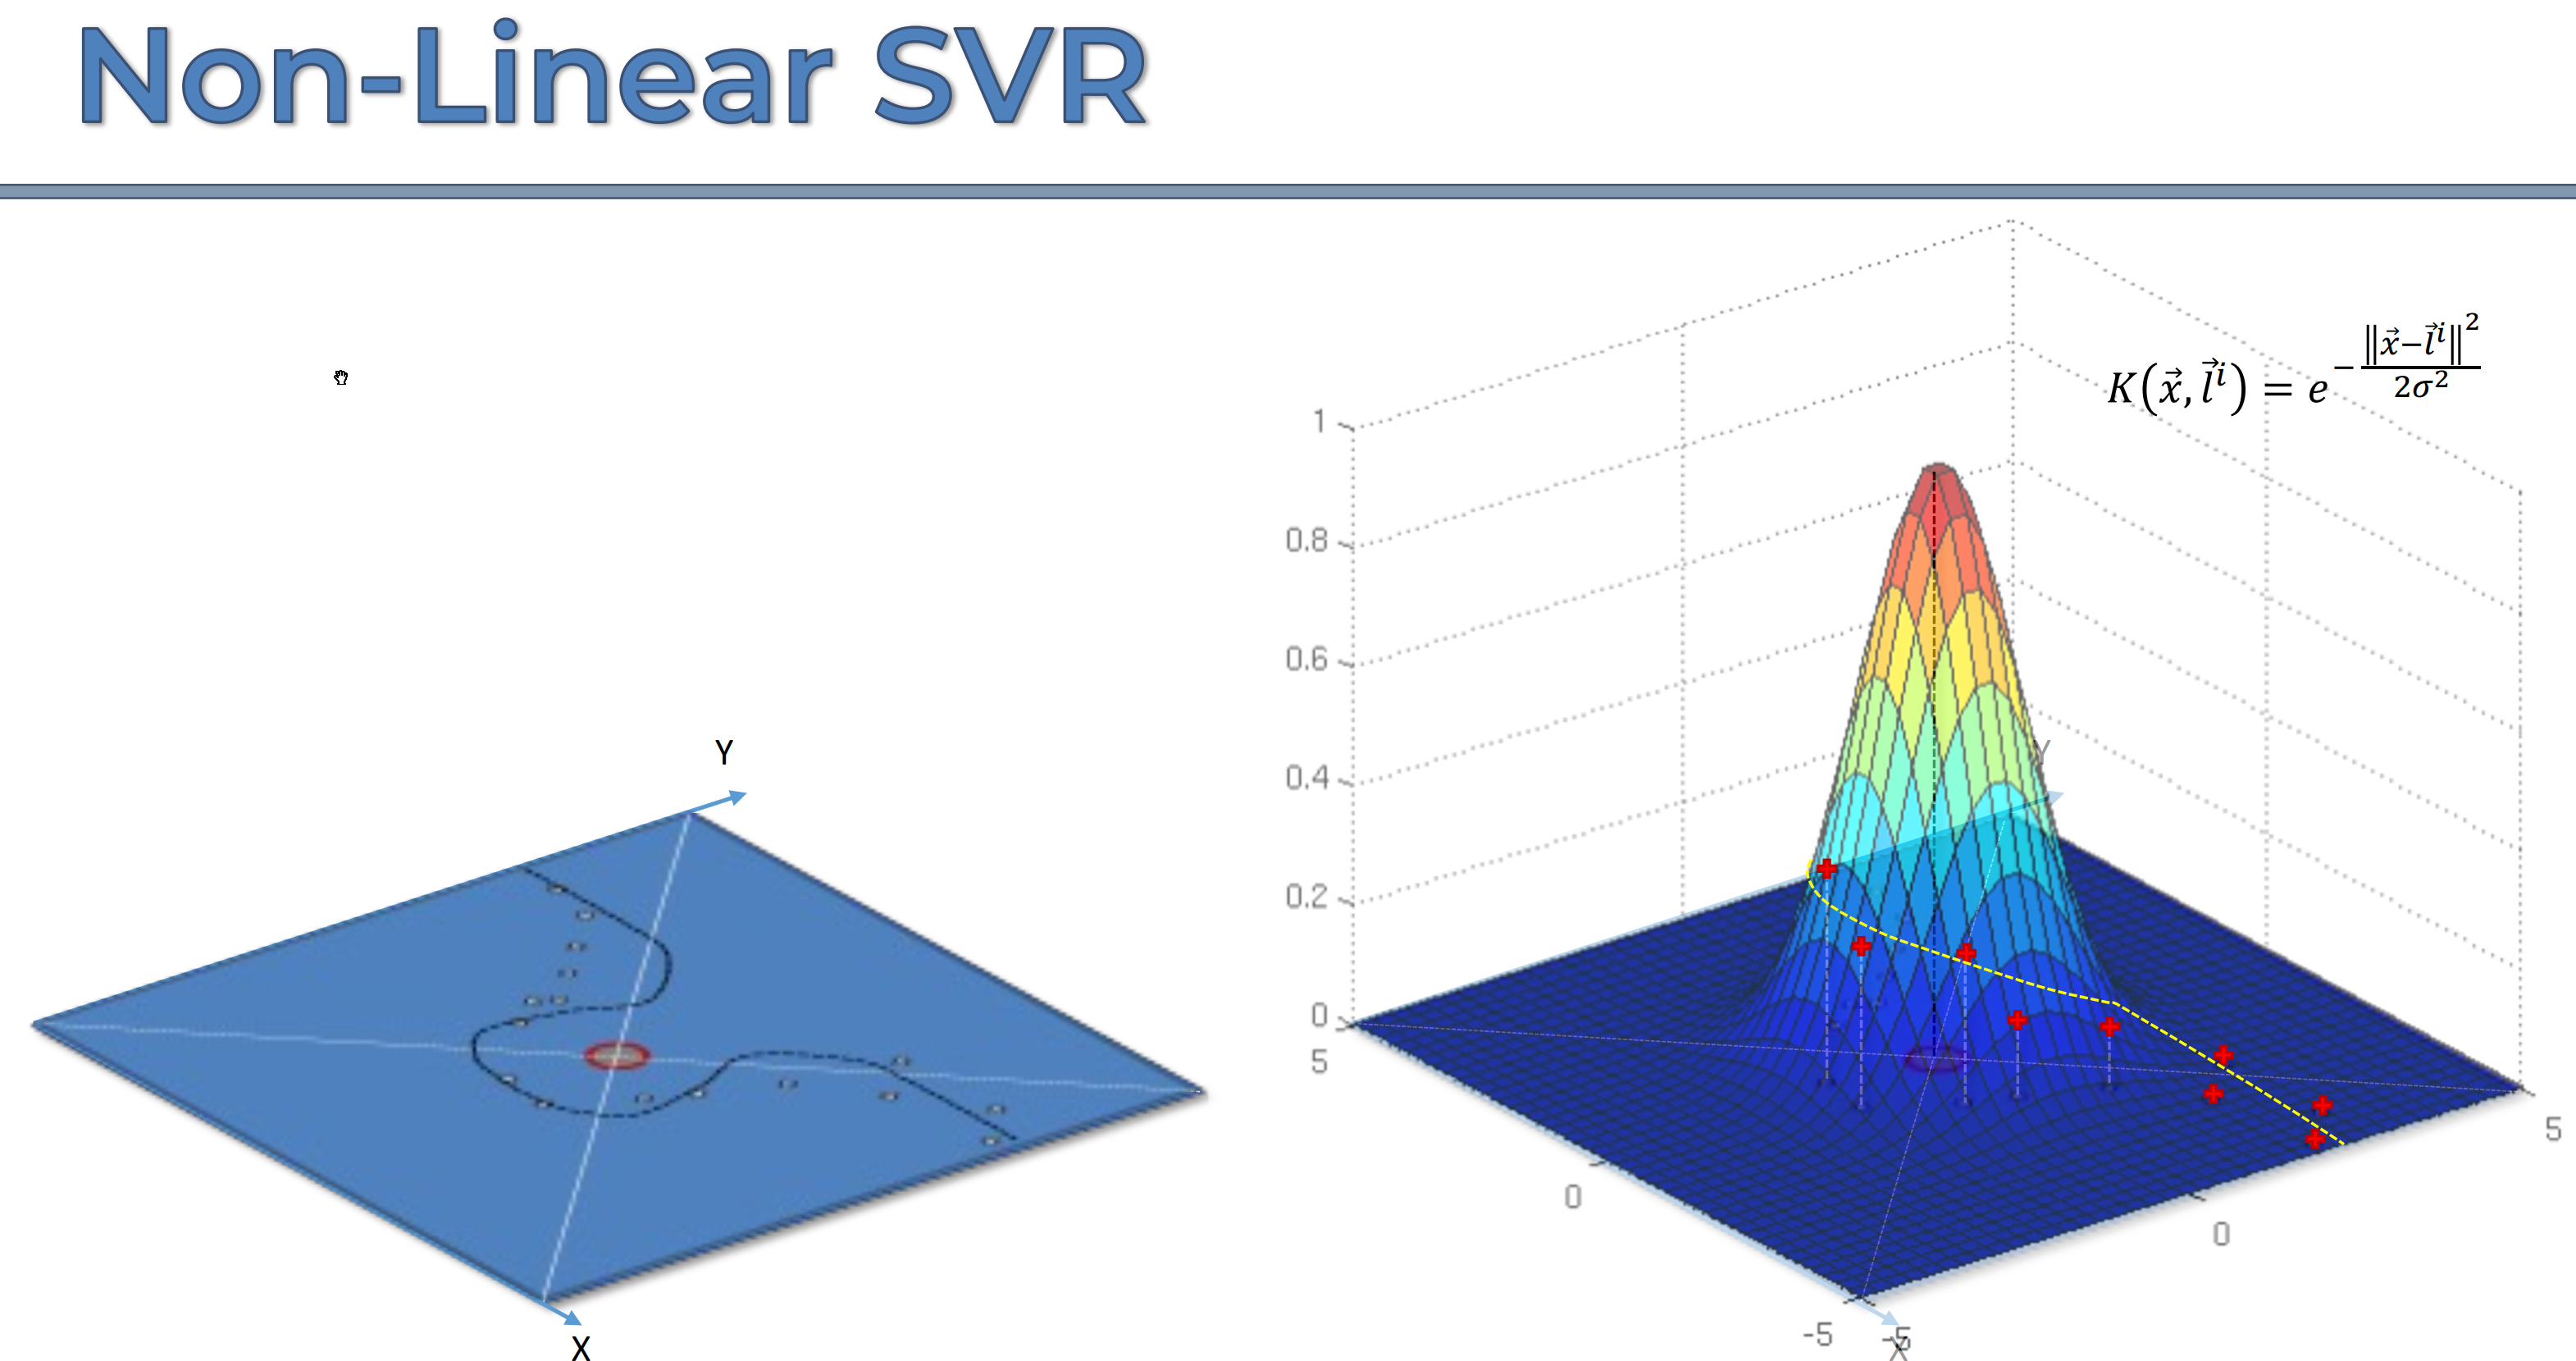 Non-Linear SVR
K(x⃗, l⃗ⁱ) = e^(-‖x⃗−l⃗ⁱ‖²/2σ²)
1
0.8
0.6
0.4
0.2
0
5
0
-5
-5
0
5
Y
X
Y
X